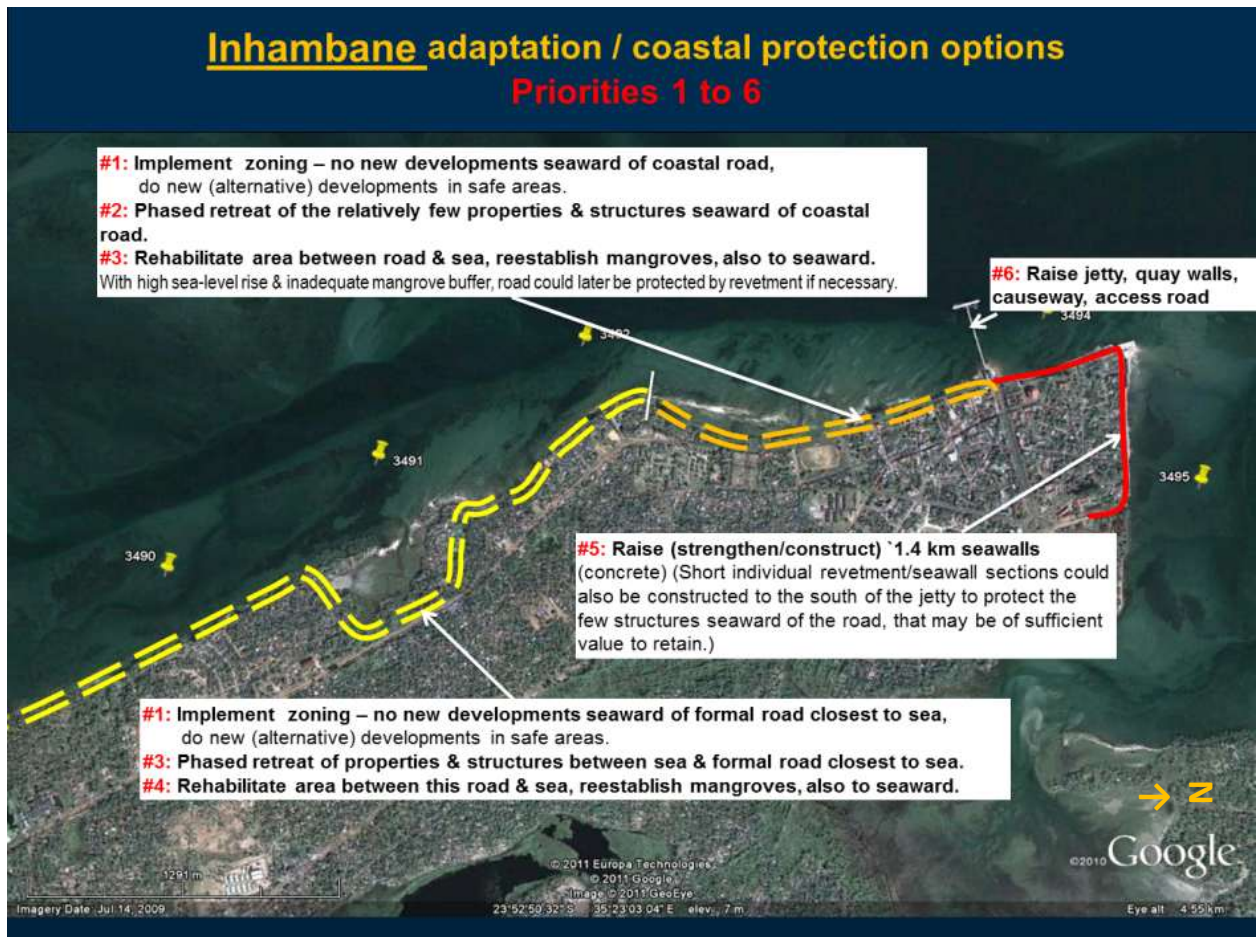 Inhambane adaptation / coastal protection options
Priorities 1 to 6
#1: Implement zoning – no new developments seaward of coastal road,
do new (alternative) developments in safe areas.
#2: Phased retreat of the relatively few properties & structures seaward of coastal
road.
#3: Rehabilitate area between road & sea, reestablish mangroves, also to seaward.
With high sea-level rise & inadequate mangrove buffer, road could later be protected by revetment if necessary.
#6: Raise jetty, quay walls,
causeway, access road
3494
3492
3491
3495
3490
#5: Raise (strengthen/construct) `1.4 km seawalls
(concrete) (Short individual revetment/seawall sections could
also be constructed to the south of the jetty to protect the
few structures seaward of the road, that may be of sufficient
value to retain.)
#1: Implement zoning – no new developments seaward of formal road closest to sea,
do new (alternative) developments in safe areas.
#3: Phased retreat of properties & structures between sea & formal road closest to sea.
#4: Rehabilitate area between this road & sea, reestablish mangroves, also to seaward.
N
©2010 Google
1291 m
© 2011 Europa Technologies
© 2011 Google
Image © 2011 GeoEye
Imagery Date Jul 14, 2009
23°52'50.32" S 35°23'03.04" E elev, 7 m
Eye alt 4.55 km